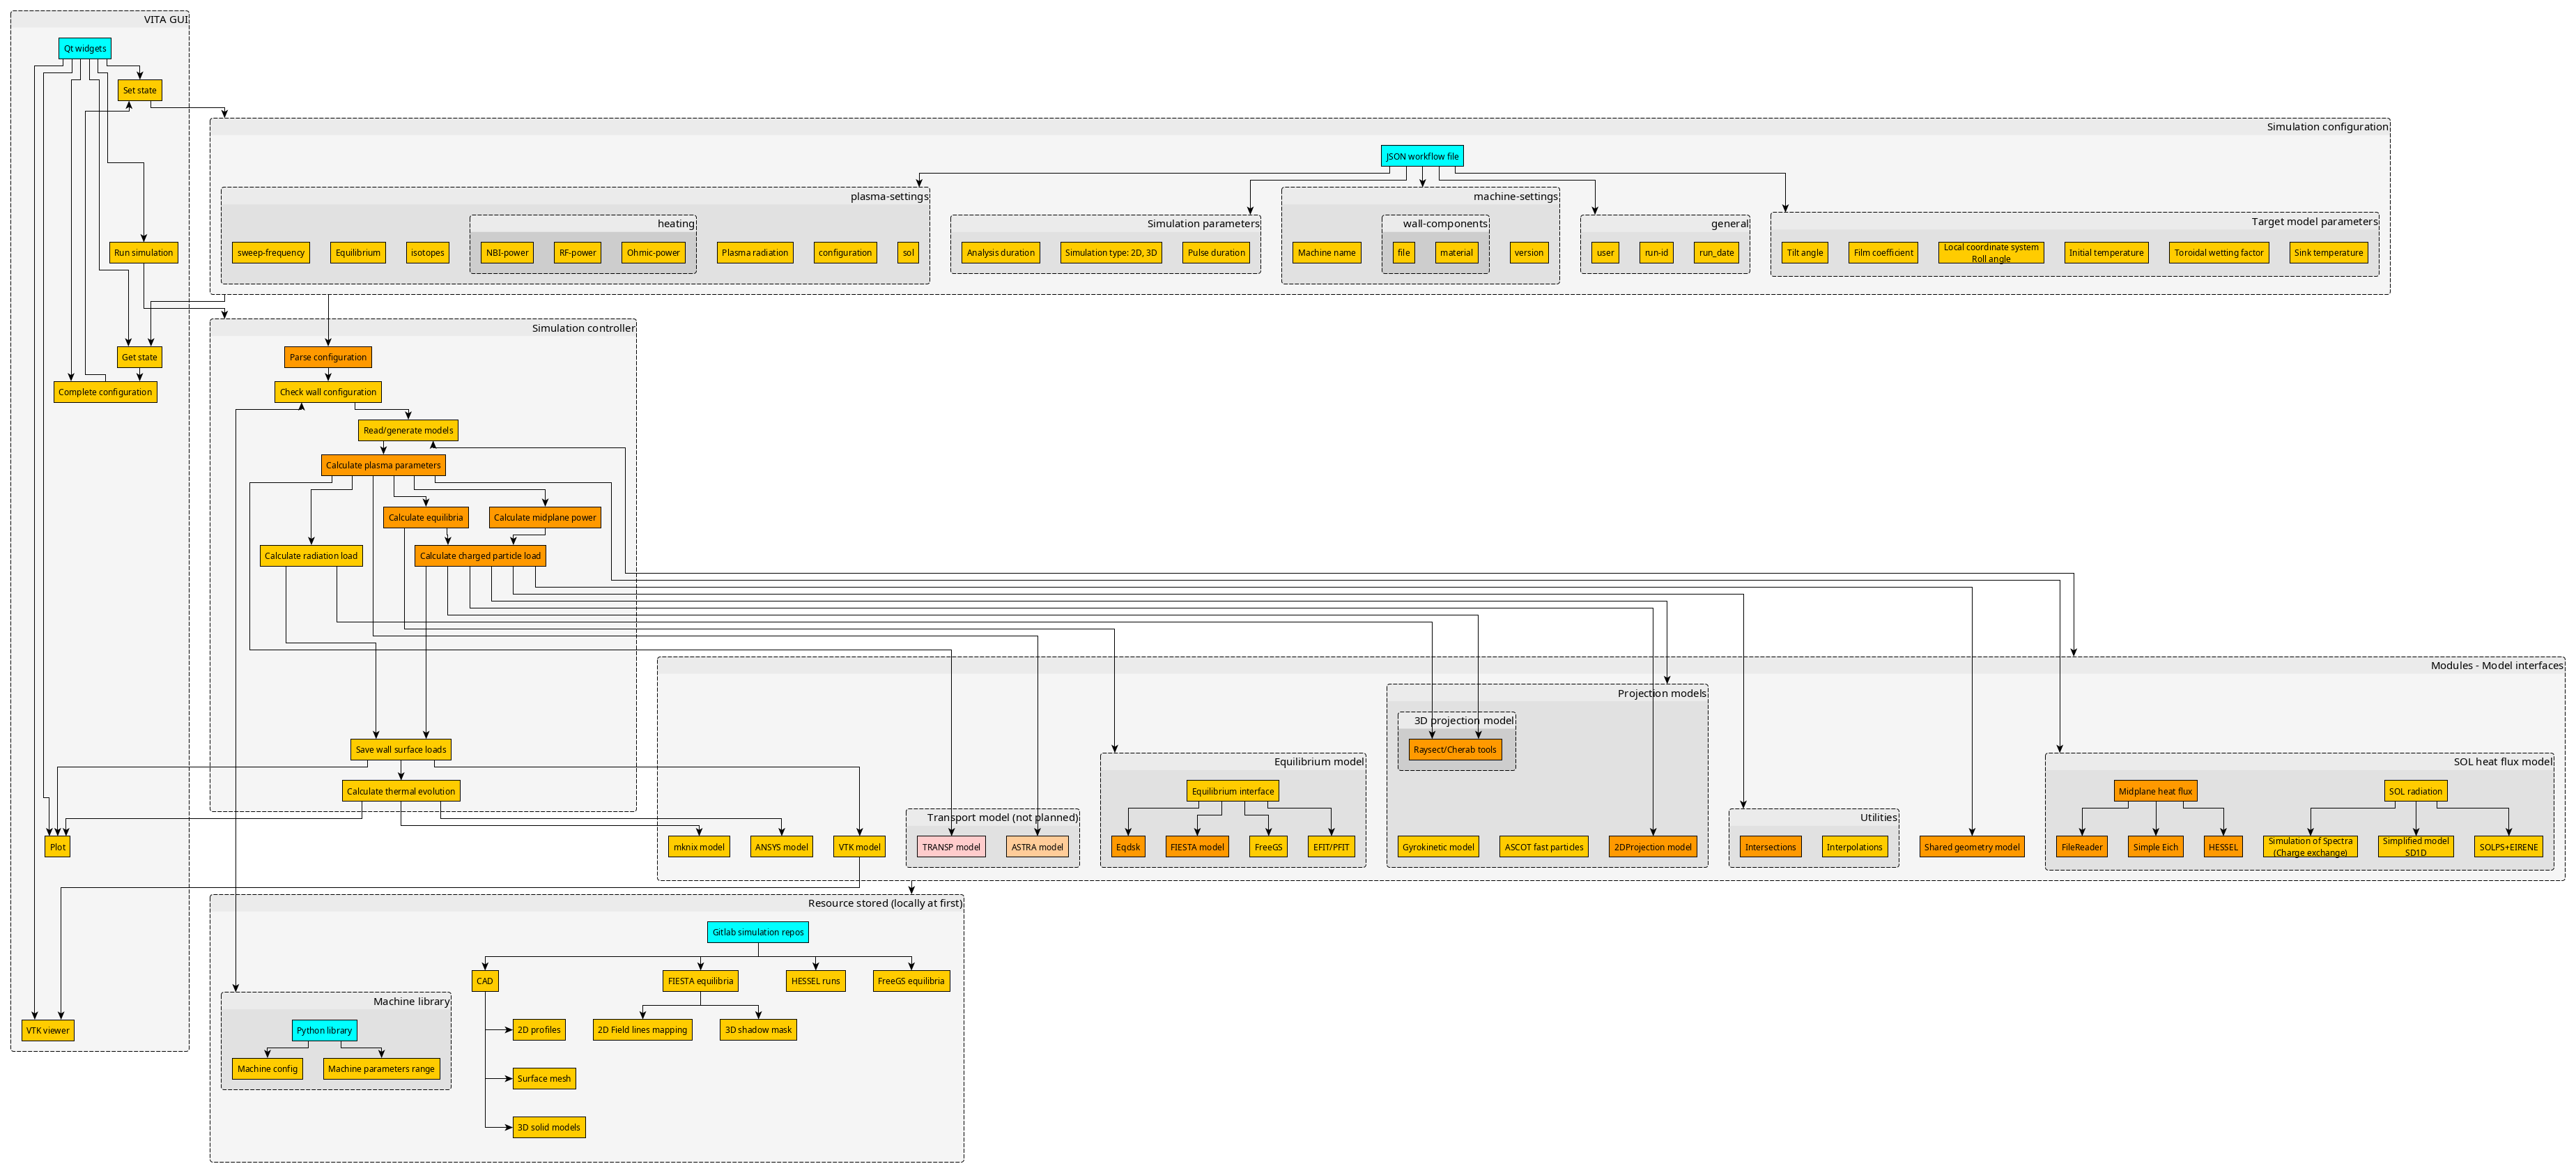 VITA GUI
Qt widgets
Set state
Run simulation
Get state
Complete configuration
Plot
VTK viewer
Simulation configuration
JSON workflow file
plasma-settings
sweep-frequency
Equilibrium
isotopes
heating
NBI-power
RF-power
Ohmic-power
Plasma radiation
configuration
sol
Simulation parameters
Analysis duration
Simulation type: 2D, 3D
Pulse duration
machine-settings
Machine name
wall-components
file
material
version
general
user
run-id
run_date
Target model parameters
Tilt angle
Film coefficient
Local coordinate system
Roll angle
Initial temperature
Toroidal wetting factor
Sink temperature
Simulation controller
Parse configuration
Check wall configuration
Read/generate models
Calculate plasma parameters
Calculate equilibria
Calculate midplane power
Calculate radiation load
Calculate charged particle load
Save wall surface loads
Calculate thermal evolution
Modules - Model interfaces
mknix model
ANSYS model
VTK model
Transport model (not planned)
TRANSP model
ASTRA model
Equilibrium model
Equilibrium interface
Eqdsk
FIESTA model
FreeGS
EFIT/PFIT
Projection models
3D projection model
Raysect/Cherab tools
Gyrokinetic model
ASCOT fast particles
2DProjection model
Utilities
Intersections
Interpolations
Shared geometry model
SOL heat flux model
Midplane heat flux
FileReader
Simple Eich
HESSEL
SOL radiation
Simulation of Spectra
(Charge exchange)
Simplified model
SD1D
SOLPS+EIRENE
Resource stored (locally at first)
Gitlab simulation repos
CAD
FIESTA equilibria
HESSEL runs
FreeGS equilibria
2D profiles
2D Field lines mapping
3D shadow mask
Surface mesh
3D solid models
Machine library
Python library
Machine config
Machine parameters range